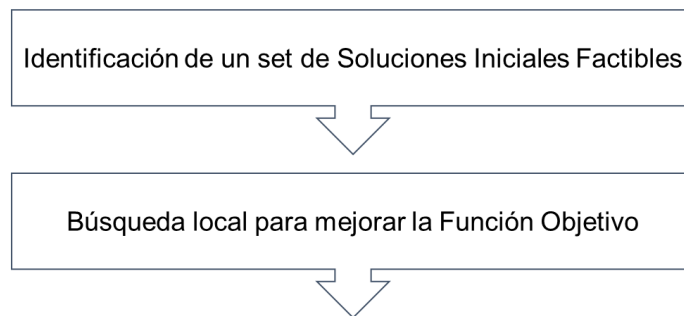 Identificación de un set de Soluciones Iniciales Factibles
Búsqueda local para mejorar la Función Objetivo